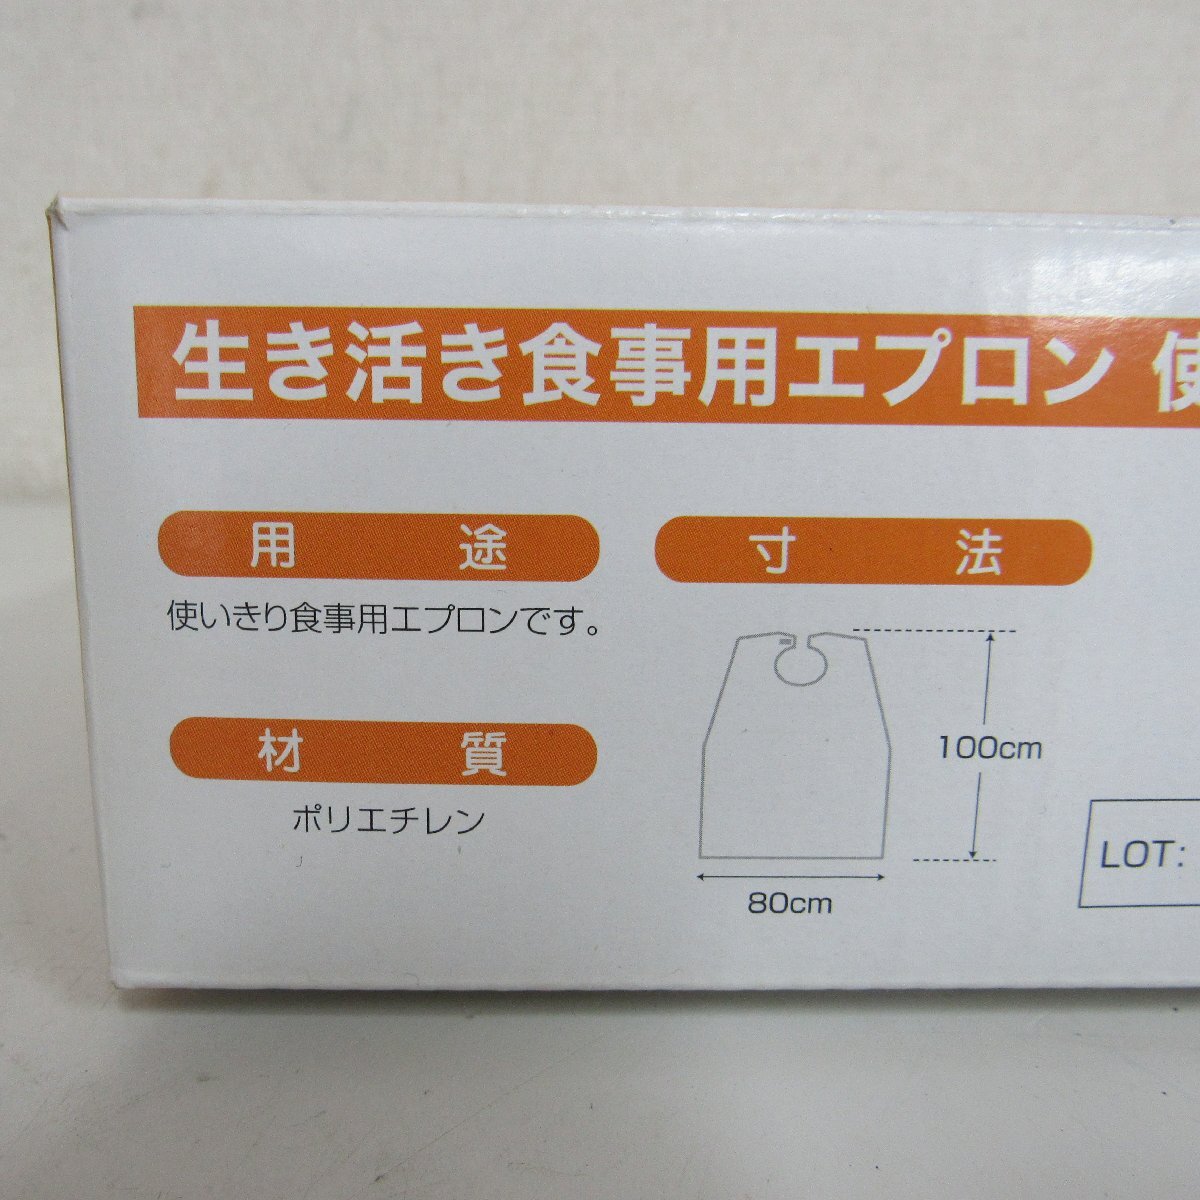 生き活き食事用エプロン 使
用途
使いきり食事用エプロンです。
材質
ポリエチレン
寸法
100cm
80cm
LOT: